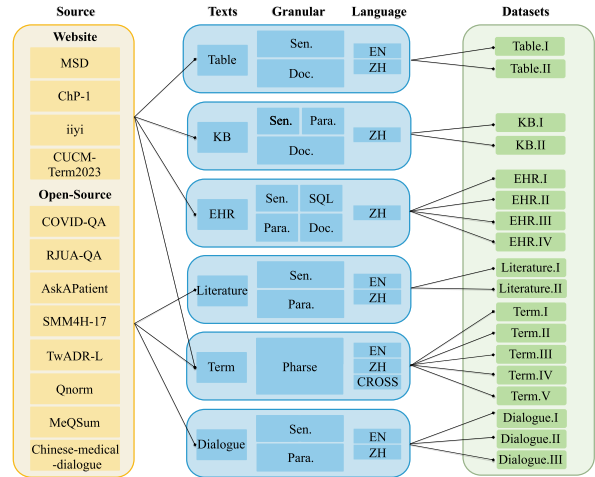 Source
Texts
Granular
Language
Datasets
Website
MSD
ChP-1
iiyi
CUCM-
Term2023
Open-Source
COVID-QA
RJUA-QA
AskAPatient
SMM4H-17
TwADR-L
Qnorm
MeQSum
Chinese-medical
-dialogue
Table
Sen.
Doc.
EN
ZH
KB
Sen.
Para.
Doc.
ZH
EHR
Sen.
SQL
Para.
Doc.
ZH
Literature
Sen.
Para.
EN
ZH
Term
Pharse
EN
ZH
CROSS
Dialogue
Sen.
Para.
EN
ZH
Table.I
Table.II
KB.I
KB.II
EHR.I
EHR.II
EHR.III
EHR.IV
Literature.I
Literature.II
Term.I
Term.II
Term.III
Term.IV
Term.V
Dialogue.I
Dialogue.II
Dialogue.III